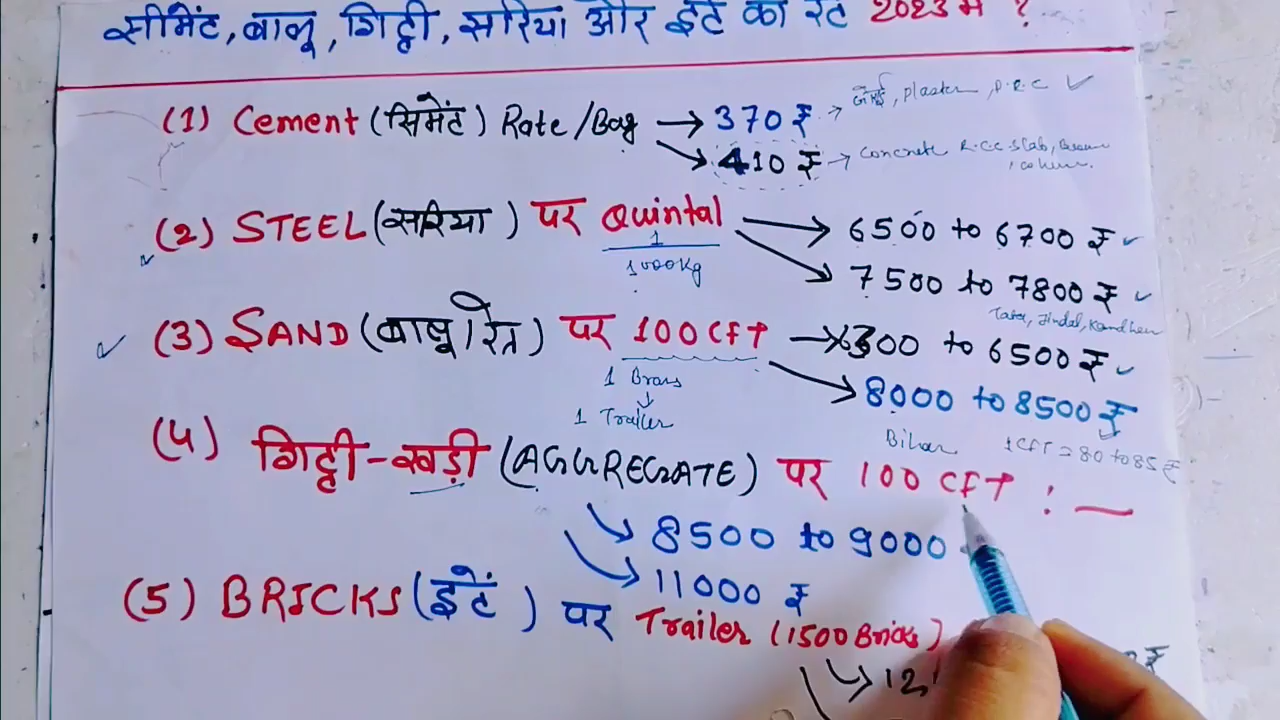 सीमेंट, बालू, गिट्टी, सरिया और ईंट का रेट 2023 में ?
(1) Cement (सिमेंट) Rate/Bag → 370 ₹ → , Plaster, P.C.C ✓
→ 410 ₹ → Concrete R.C.C Slab, Beam, column.
(2) STEEL (सरिया) पर Quintal → 6500 to 6700 ₹ ✓
1
1000Kg
→ 7500 to 7800 ₹ ✓
Tata, Jindal,
(3) SAND (बालू/रेत) पर 100 CFT → 6300 to 6500 ₹ ✓
1 Brass
↓
1 Trailer
→ 8000 to 8500 ₹
Bihar 1 CFT = 80 to 85 ₹
(4) गिट्टी-खड़ी (AGGREGATE) पर 100 CFT : —
→ 8500 to 9000
→ 11000 ₹
(5) BRICKS (इंटें) पर Trailer (1500 Bricks)
→ 12